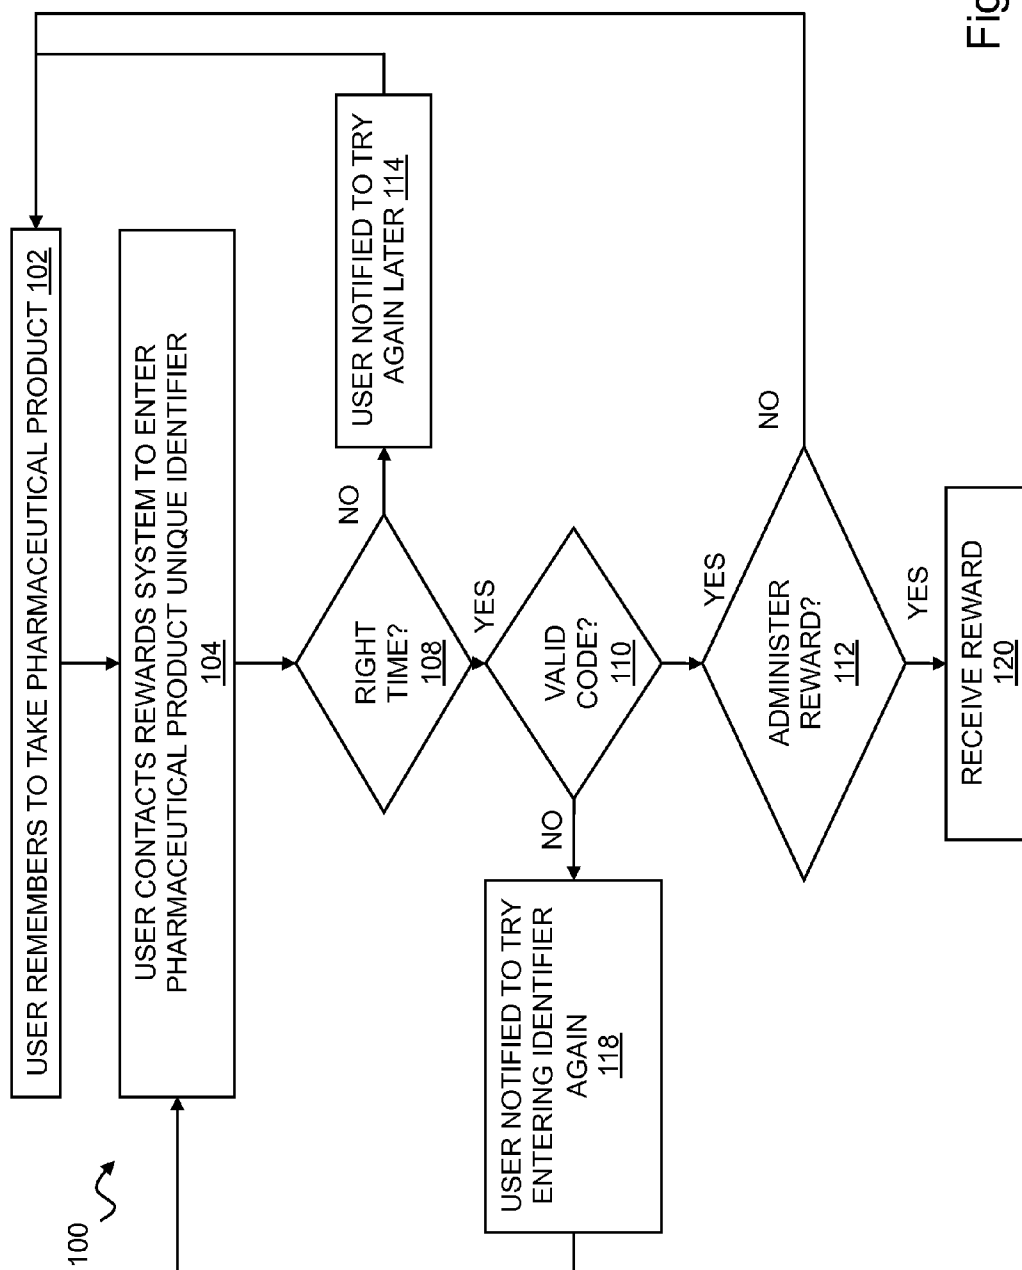 100
USER REMEMBERS TO TAKE PHARMACEUTICAL PRODUCT 102
USER CONTACTS REWARDS SYSTEM TO ENTER
PHARMACEUTICAL PRODUCT UNIQUE IDENTIFIER
104
RIGHT
TIME?
108
NO
USER NOTIFIED TO TRY
AGAIN LATER 114
YES
VALID
CODE?
110
NO
USER NOTIFIED TO TRY
ENTERING IDENTIFIER
AGAIN
118
YES
ADMINISTER
REWARD?
112
NO
YES
RECEIVE REWARD
120
Fig